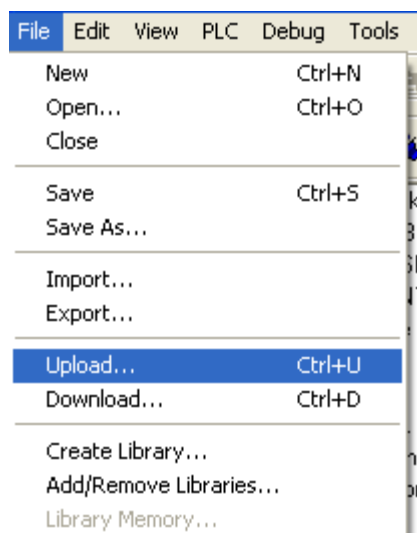 File Edit View PLC Debug Tools
New Ctrl+N
Open... Ctrl+O
Close
Save Ctrl+S
Save As...
Import...
Export...
Upload... Ctrl+U
Download... Ctrl+D
Create Library...
Add/Remove Libraries...
Library Memory...